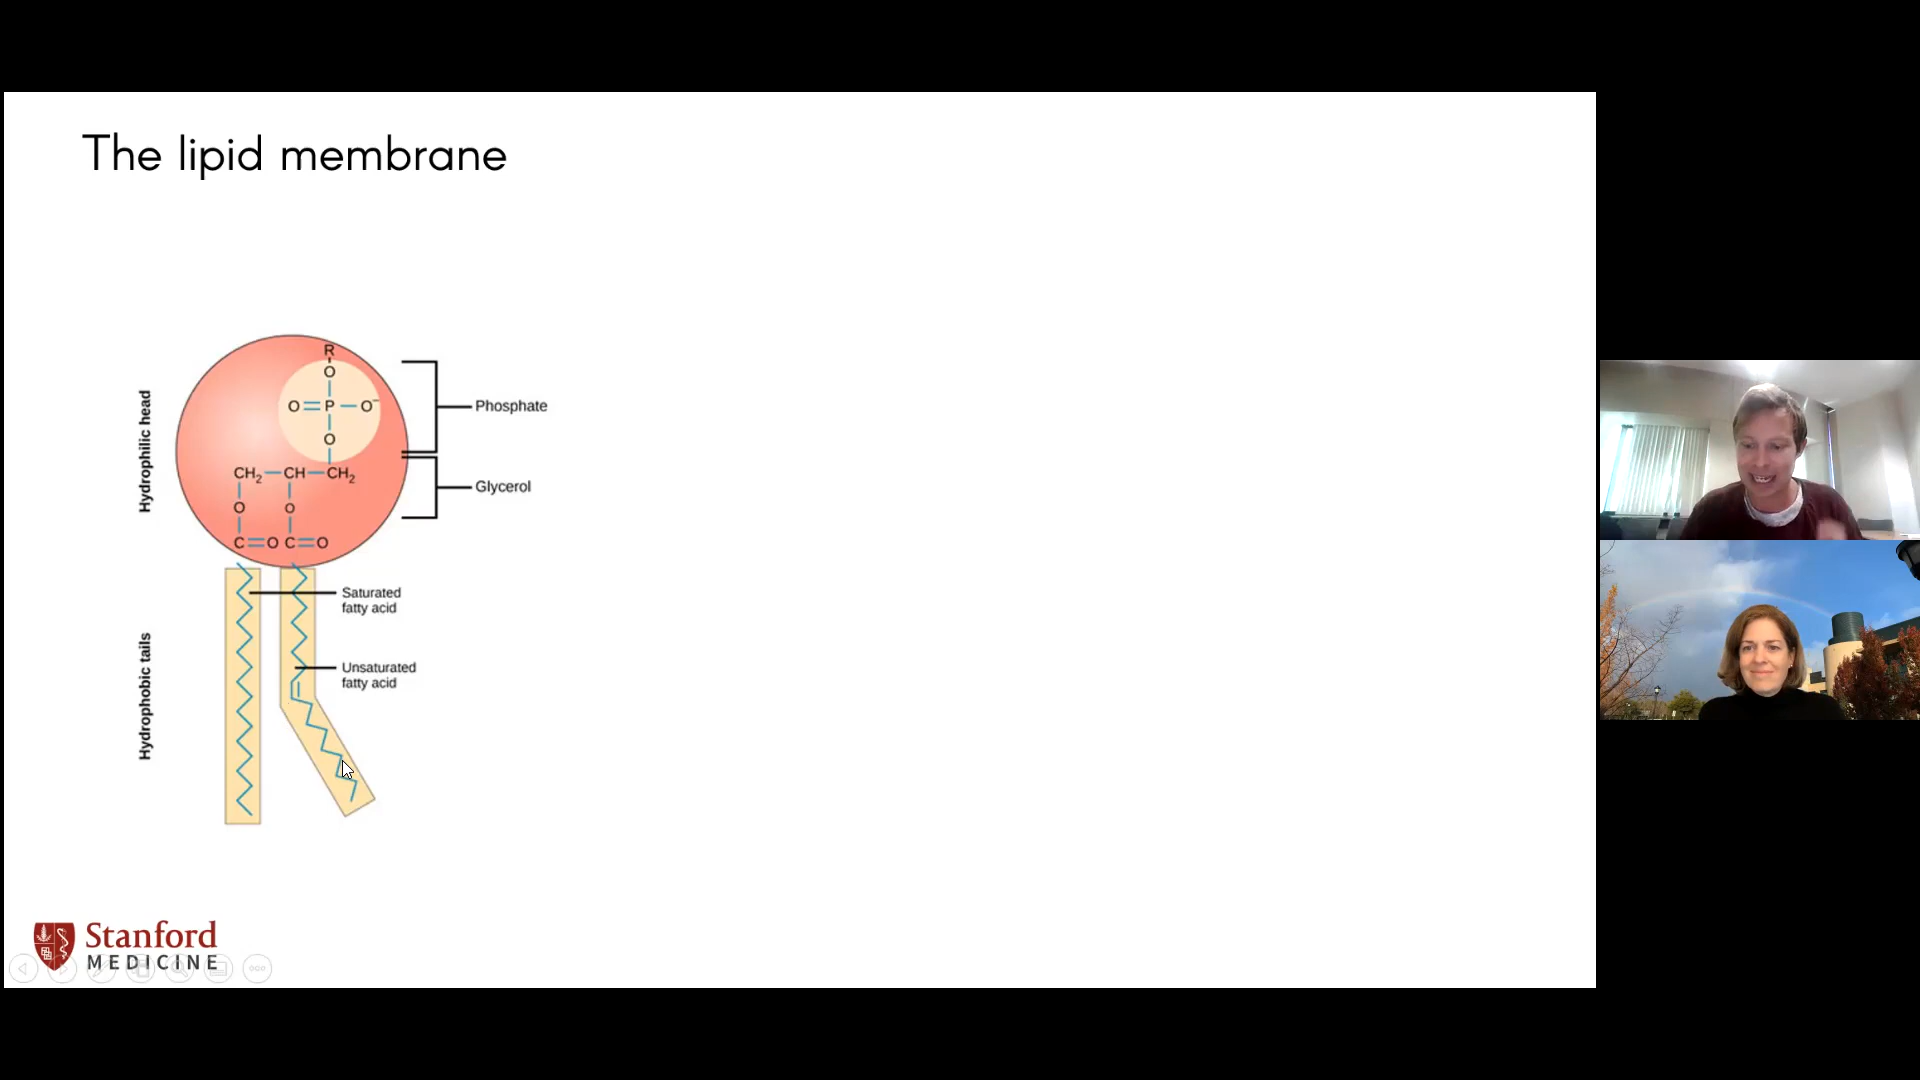 The lipid membrane
Hydrophilic head
R
O
O=P—O⁻
O
CH₂—CH—CH₂
O
O
C=O C=O
Phosphate
Glycerol
Hydrophobic tails
Saturated
fatty acid
Unsaturated
fatty acid
Stanford
MEDICINE